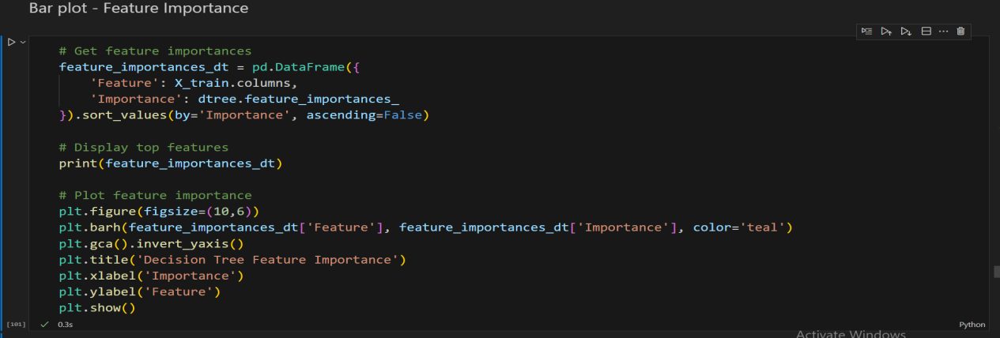 Bar plot - Feature Importance
# Get feature importances
feature_importances_dt = pd.DataFrame({
    'Feature': X_train.columns,
    'Importance': dtree.feature_importances_
}).sort_values(by='Importance', ascending=False)
# Display top features
print(feature_importances_dt)
# Plot feature importance
plt.figure(figsize=(10,6))
plt.barh(feature_importances_dt['Feature'], feature_importances_dt['Importance'], color='teal')
plt.gca().invert_yaxis()
plt.title('Decision Tree Feature Importance')
plt.xlabel('Importance')
plt.ylabel('Feature')
plt.show()
[101] 0.3s Python
Activate Windows